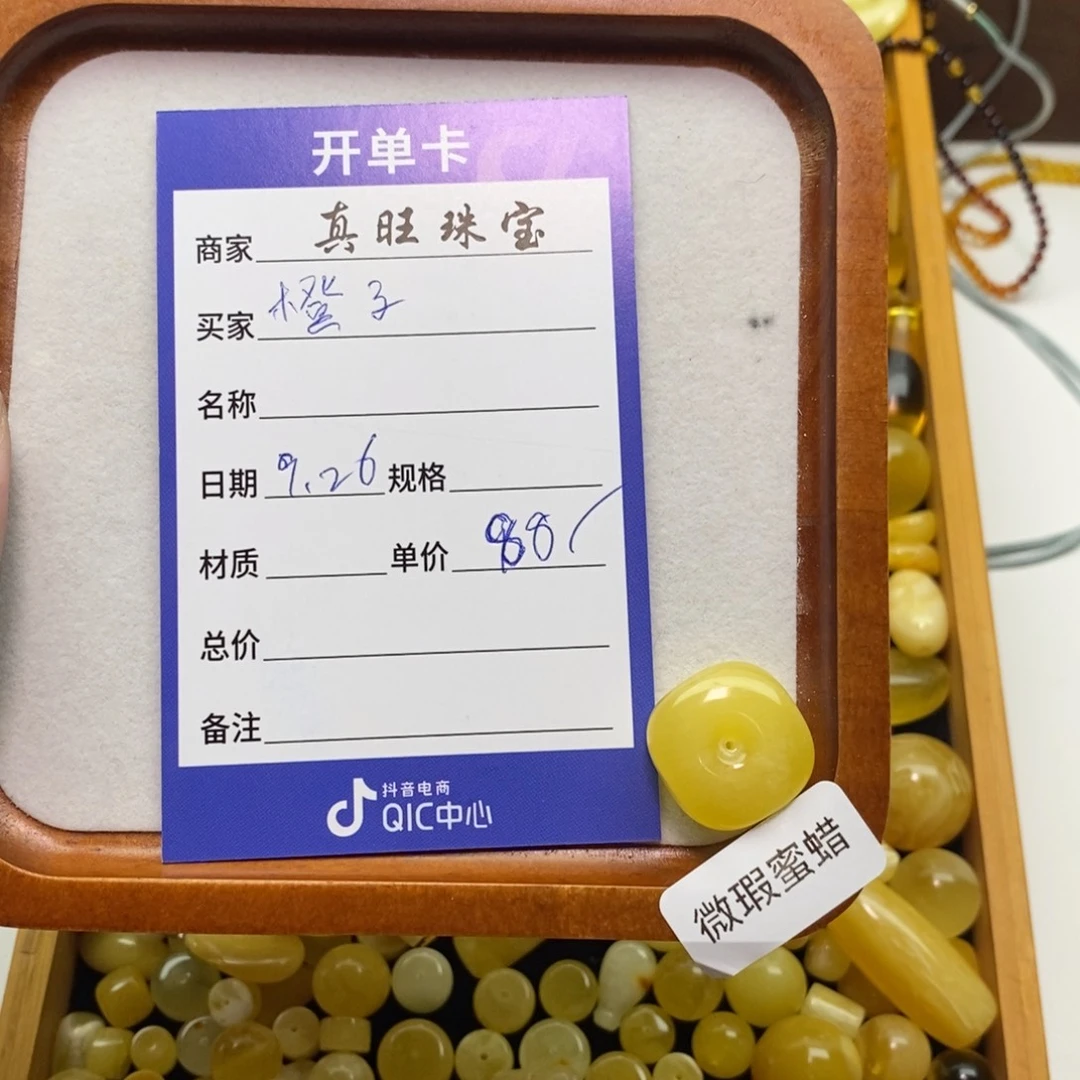 开单卡
商家 真旺珠宝
买家 橙子
名称
日期 9.26 规格
材质 单价 88
总价
备注
抖音电商
QIC中心
微瑕蜜蜡